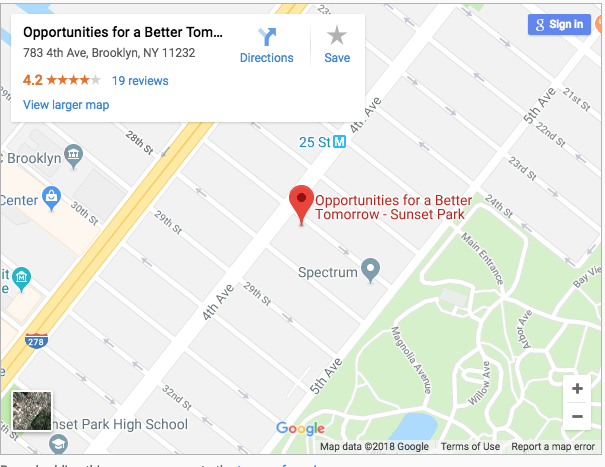 Opportunities for a Better Tom...
783 4th Ave, Brooklyn, NY 11232
4.2
19 reviews
View larger map
Directions
Save
Sign in
4th Ave
5th Ave
21st St
22nd St
23rd St
24th St
25 St M
28th St
C Brooklyn
Center
30th St
29th St
Opportunities for a Better
Tomorrow - Sunset Park
Main Entrance
Bay Vi
Spectrum
29th St
4th Ave
278
Magnolia Avenue
Arbor Ave
Willow Ave
5th Ave
32nd St
nset Park High School
Google
Map data ©2018 Google
Terms of Use
Report a map error